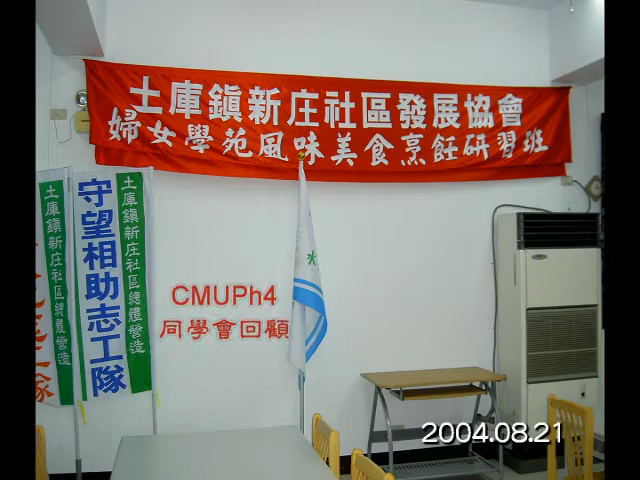 土庫鎮新庄社區發展協會
婦女學苑風味美食烹飪研習班
土庫鎮新庄社區總體營造
守望相助志工隊
土庫鎮新庄社區總體營造
水
CMUPh4
同學會回顧
2004.08.21